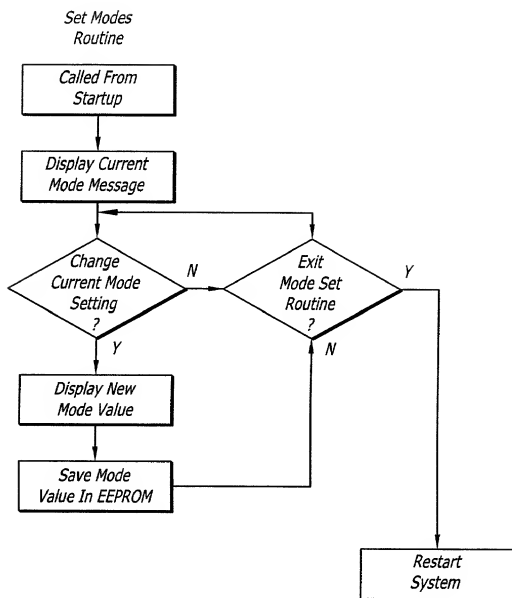 Set Modes
Routine
Called From
Startup
Display Current
Mode Message
Change
Current Mode
Setting
?
N
Y
Exit
Mode Set
Routine
?
Y
N
Display New
Mode Value
Save Mode
Value In EEPROM
Restart
System